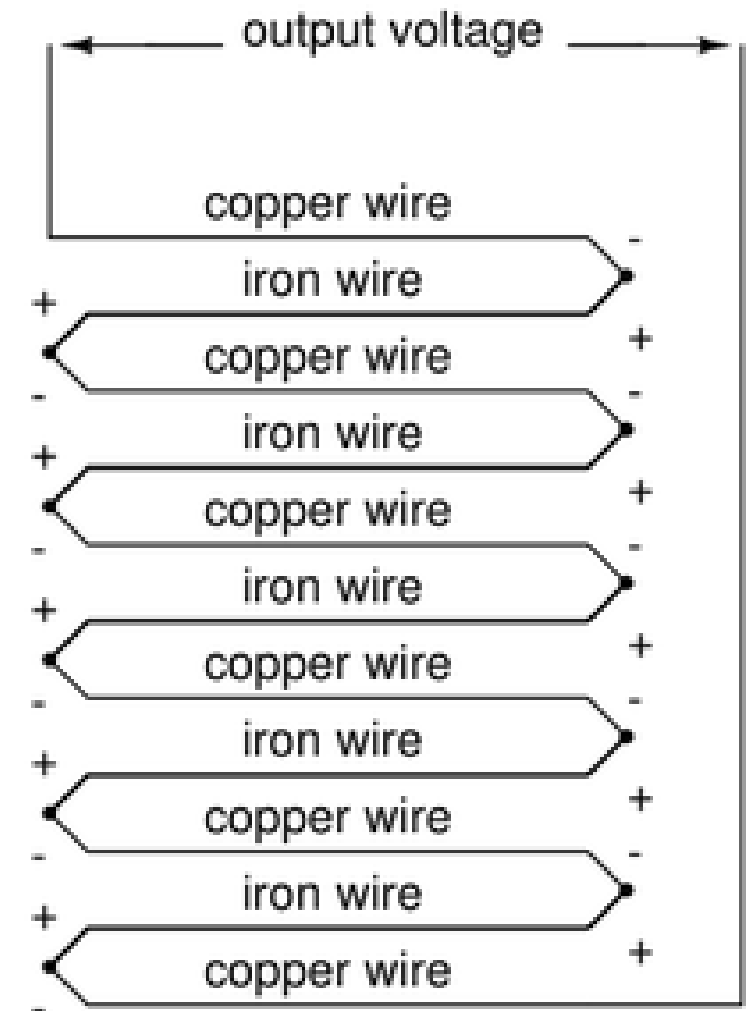 output voltage
copper wire
-
iron wire
+
+
copper wire
-
-
iron wire
+
+
copper wire
-
-
iron wire
+
+
copper wire
-
-
iron wire
+
+
copper wire
-
-
iron wire
+
+
copper wire
-